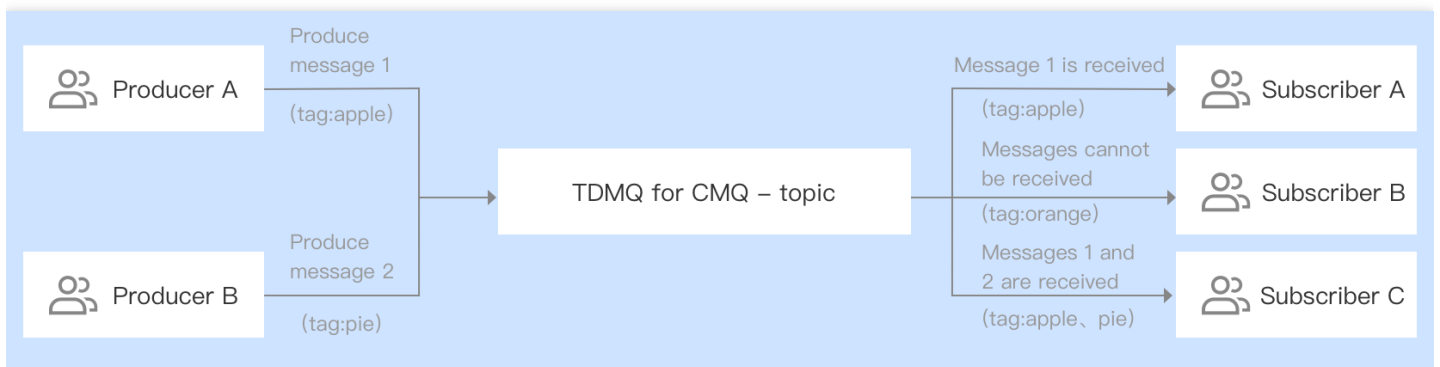 Produce
message 1
Producer A
(tag:apple)
Produce
message 2
Producer B
(tag:pie)
TDMQ for CMQ – topic
Message 1 is received
(tag:apple)
Subscriber A
Messages cannot
be received
(tag:orange)
Subscriber B
Messages 1 and
2 are received
(tag:apple、pie)
Subscriber C